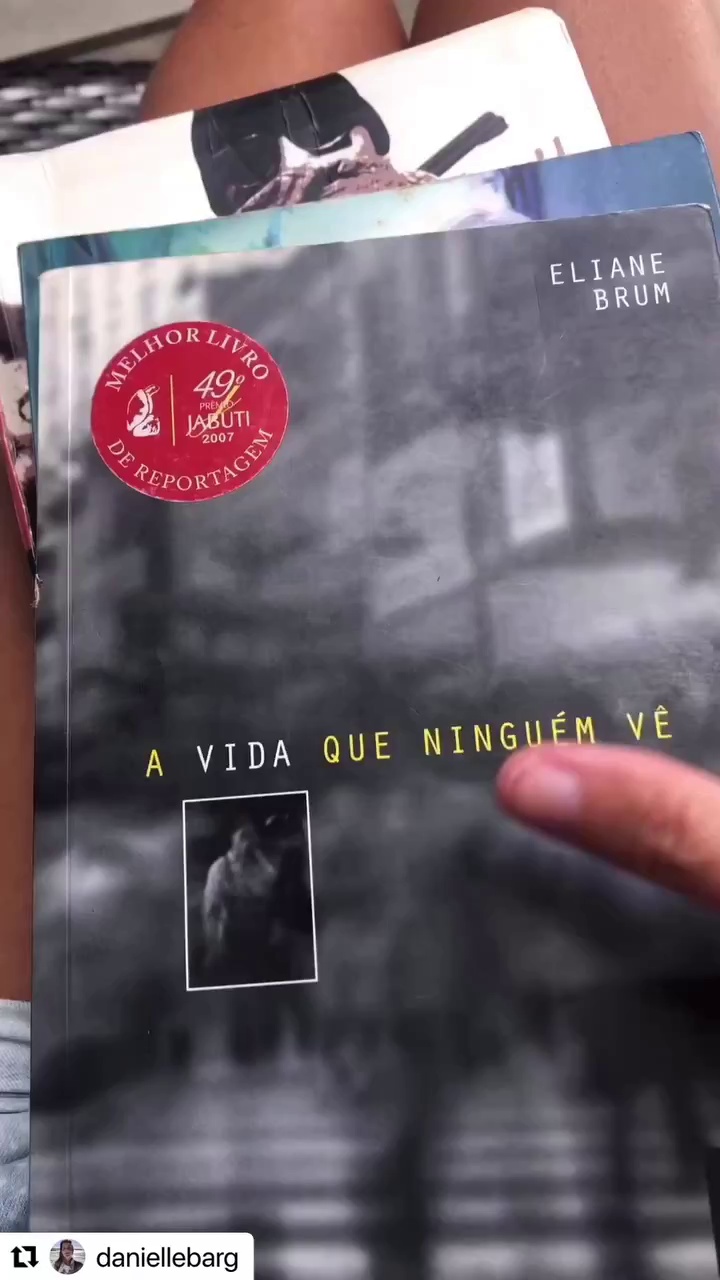 ELIANE
BRUM
MELHOR LIVRO
49º
PRÊMIO
JABUTI
2007
DE REPORTAGEM
A VIDA QUE NINGUÉM VÊ
daniellebarg